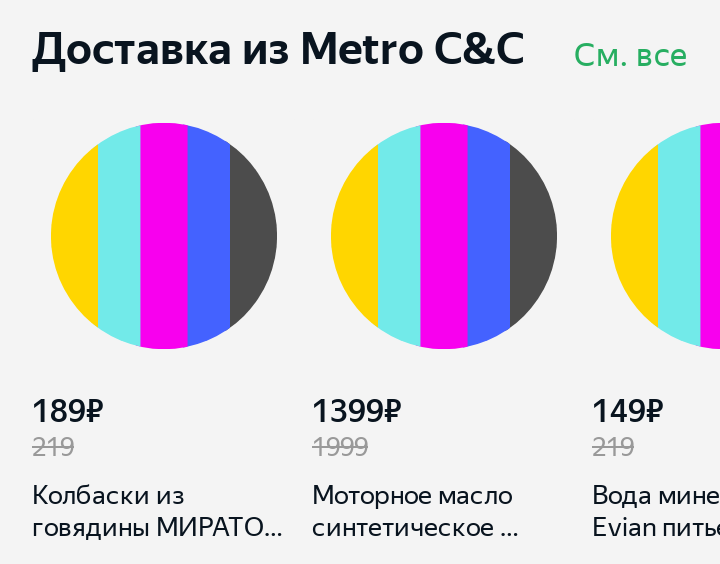 Доставка из Metro C&C
См. все
189₽
219
Колбаски из
говядины МИРАТО...
1399₽
1999
Моторное масло
синтетическое ...
149₽
219
Вода мине
Evian пить